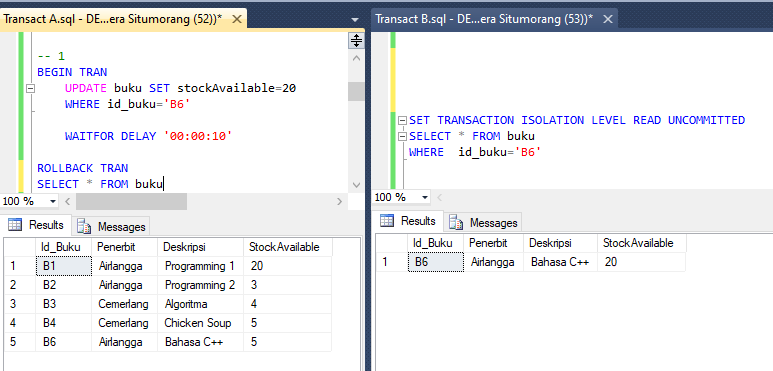 Transact A.sql - DE...era Situmorang (52))*
-- 1
BEGIN TRAN
UPDATE buku SET stockAvailable=20
WHERE id_buku='B6'
WAITFOR DELAY '00:00:10'
ROLLBACK TRAN
SELECT * FROM buku
100 %
Results Messages
Id_Buku Penerbit Deskripsi StockAvailable
1 B1 Airlangga Programming 1 20
2 B2 Airlangga Programming 2 3
3 B3 Cemerlang Algoritma 4
4 B4 Cemerlang Chicken Soup 5
5 B6 Airlangga Bahasa C++ 5
Transact B.sql - DE...era Situmorang (53))*
SET TRANSACTION ISOLATION LEVEL READ UNCOMMITTED
SELECT * FROM buku
WHERE id_buku='B6'
100 %
Results Messages
Id_Buku Penerbit Deskripsi StockAvailable
1 B6 Airlangga Bahasa C++ 20